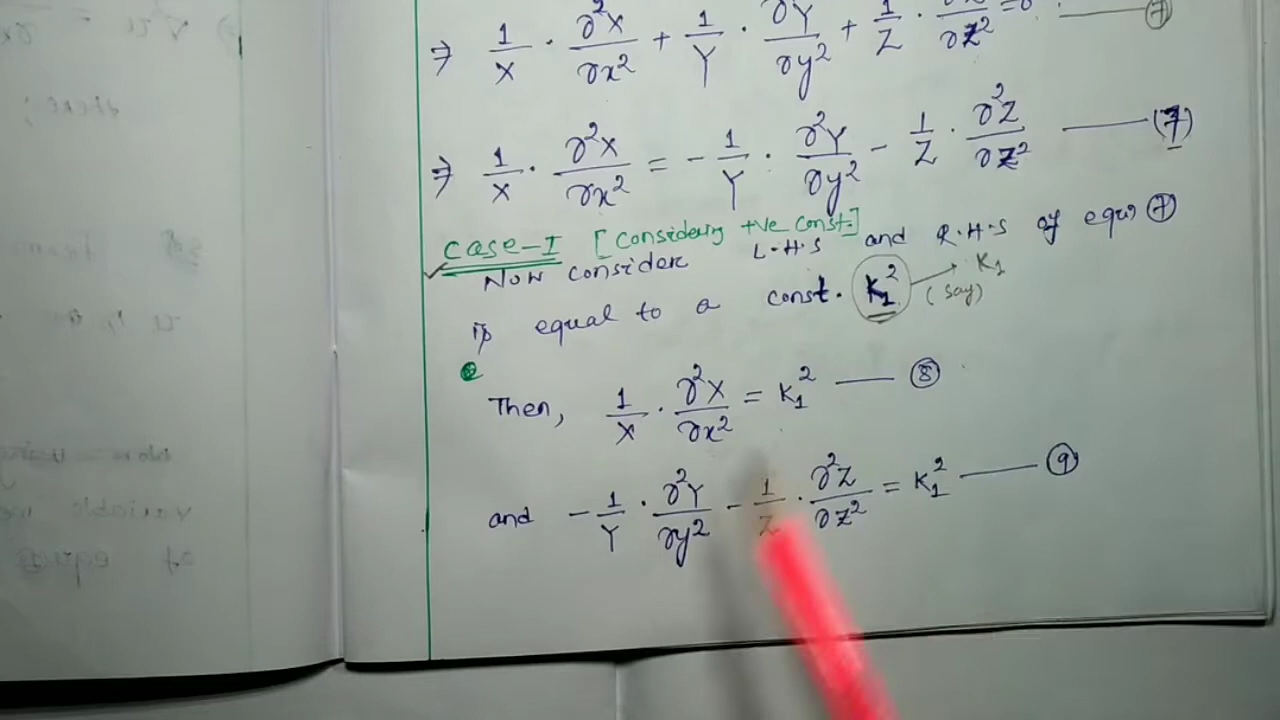 ⇒ 1/X · ∂²X/∂x² + 1/Y · ∂²Y/∂y² + 1/Z · ∂²Z/∂z² = 0 —— (7)
⇒ 1/X · ∂²X/∂x² = - 1/Y · ∂²Y/∂y² - 1/Z · ∂²Z/∂z² —— (7)
Case-I [Considering +ve const.]
Now consider L.H.S and R.H.S of equn (7)
is equal to a const. K₁² (say) → K₁
Then, 1/X · ∂²X/∂x² = K₁² —— (8)
and - 1/Y · ∂²Y/∂y² - 1/Z · ∂²Z/∂z² = K₁² —— (9)